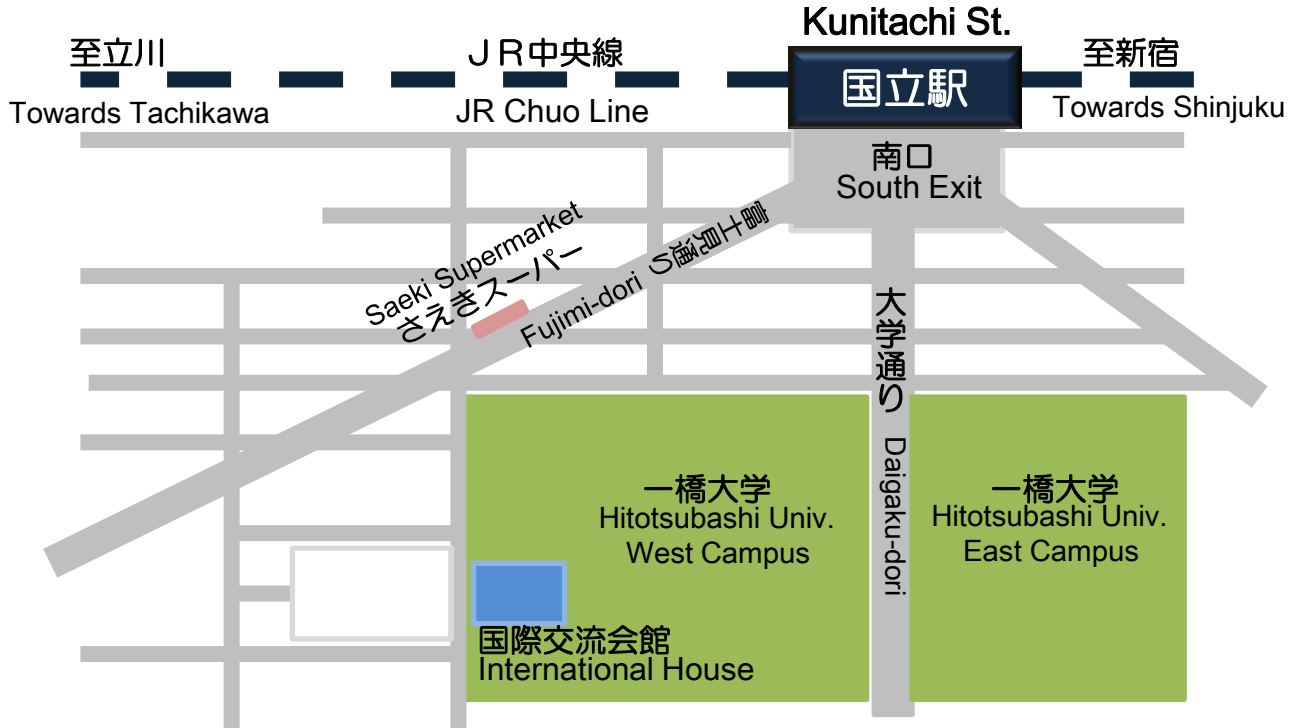 Kunitachi St.
至立川
JR中央線
国立駅
至新宿
Towards Tachikawa
JR Chuo Line
Towards Shinjuku
南口
South Exit
Saeki Supermarket
さえきスーパー
Fujimi-dori 富士見通り
大学通り
Daigaku-dori
一橋大学
Hitotsubashi Univ.
West Campus
一橋大学
Hitotsubashi Univ.
East Campus
国際交流会館
International House